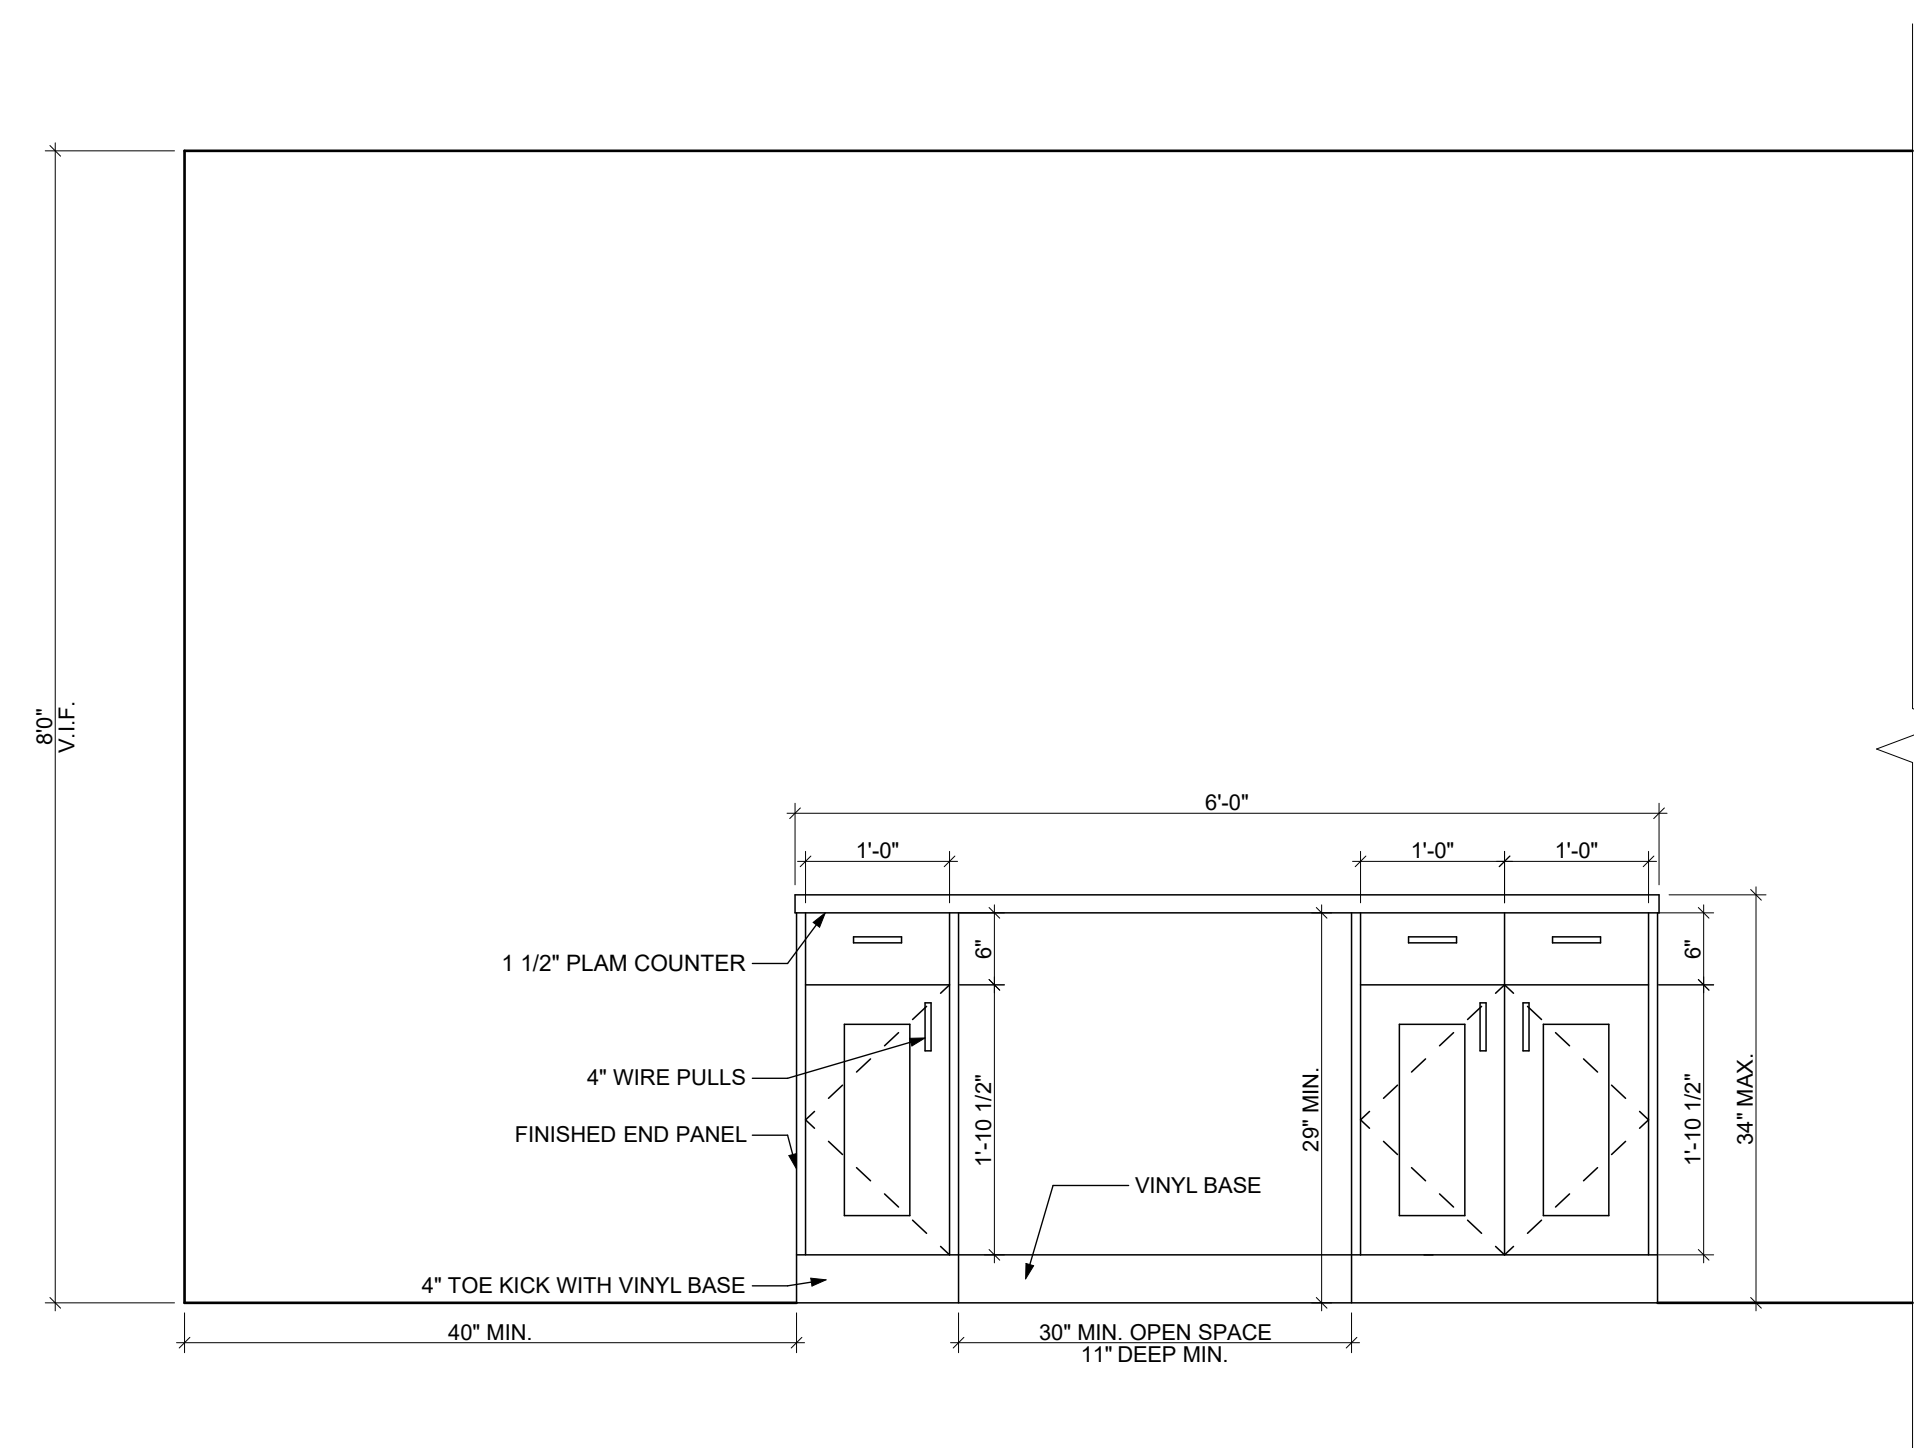 8'0"
V.I.F.
6'-0"
1'-0"
1'-0"
1'-0"
1 1/2" PLAM COUNTER
6"
6"
4" WIRE PULLS
FINISHED END PANEL
1'-10 1/2"
29" MIN.
1'-10 1/2"
34" MAX.
VINYL BASE
4" TOE KICK WITH VINYL BASE
40" MIN.
30" MIN. OPEN SPACE
11" DEEP MIN.